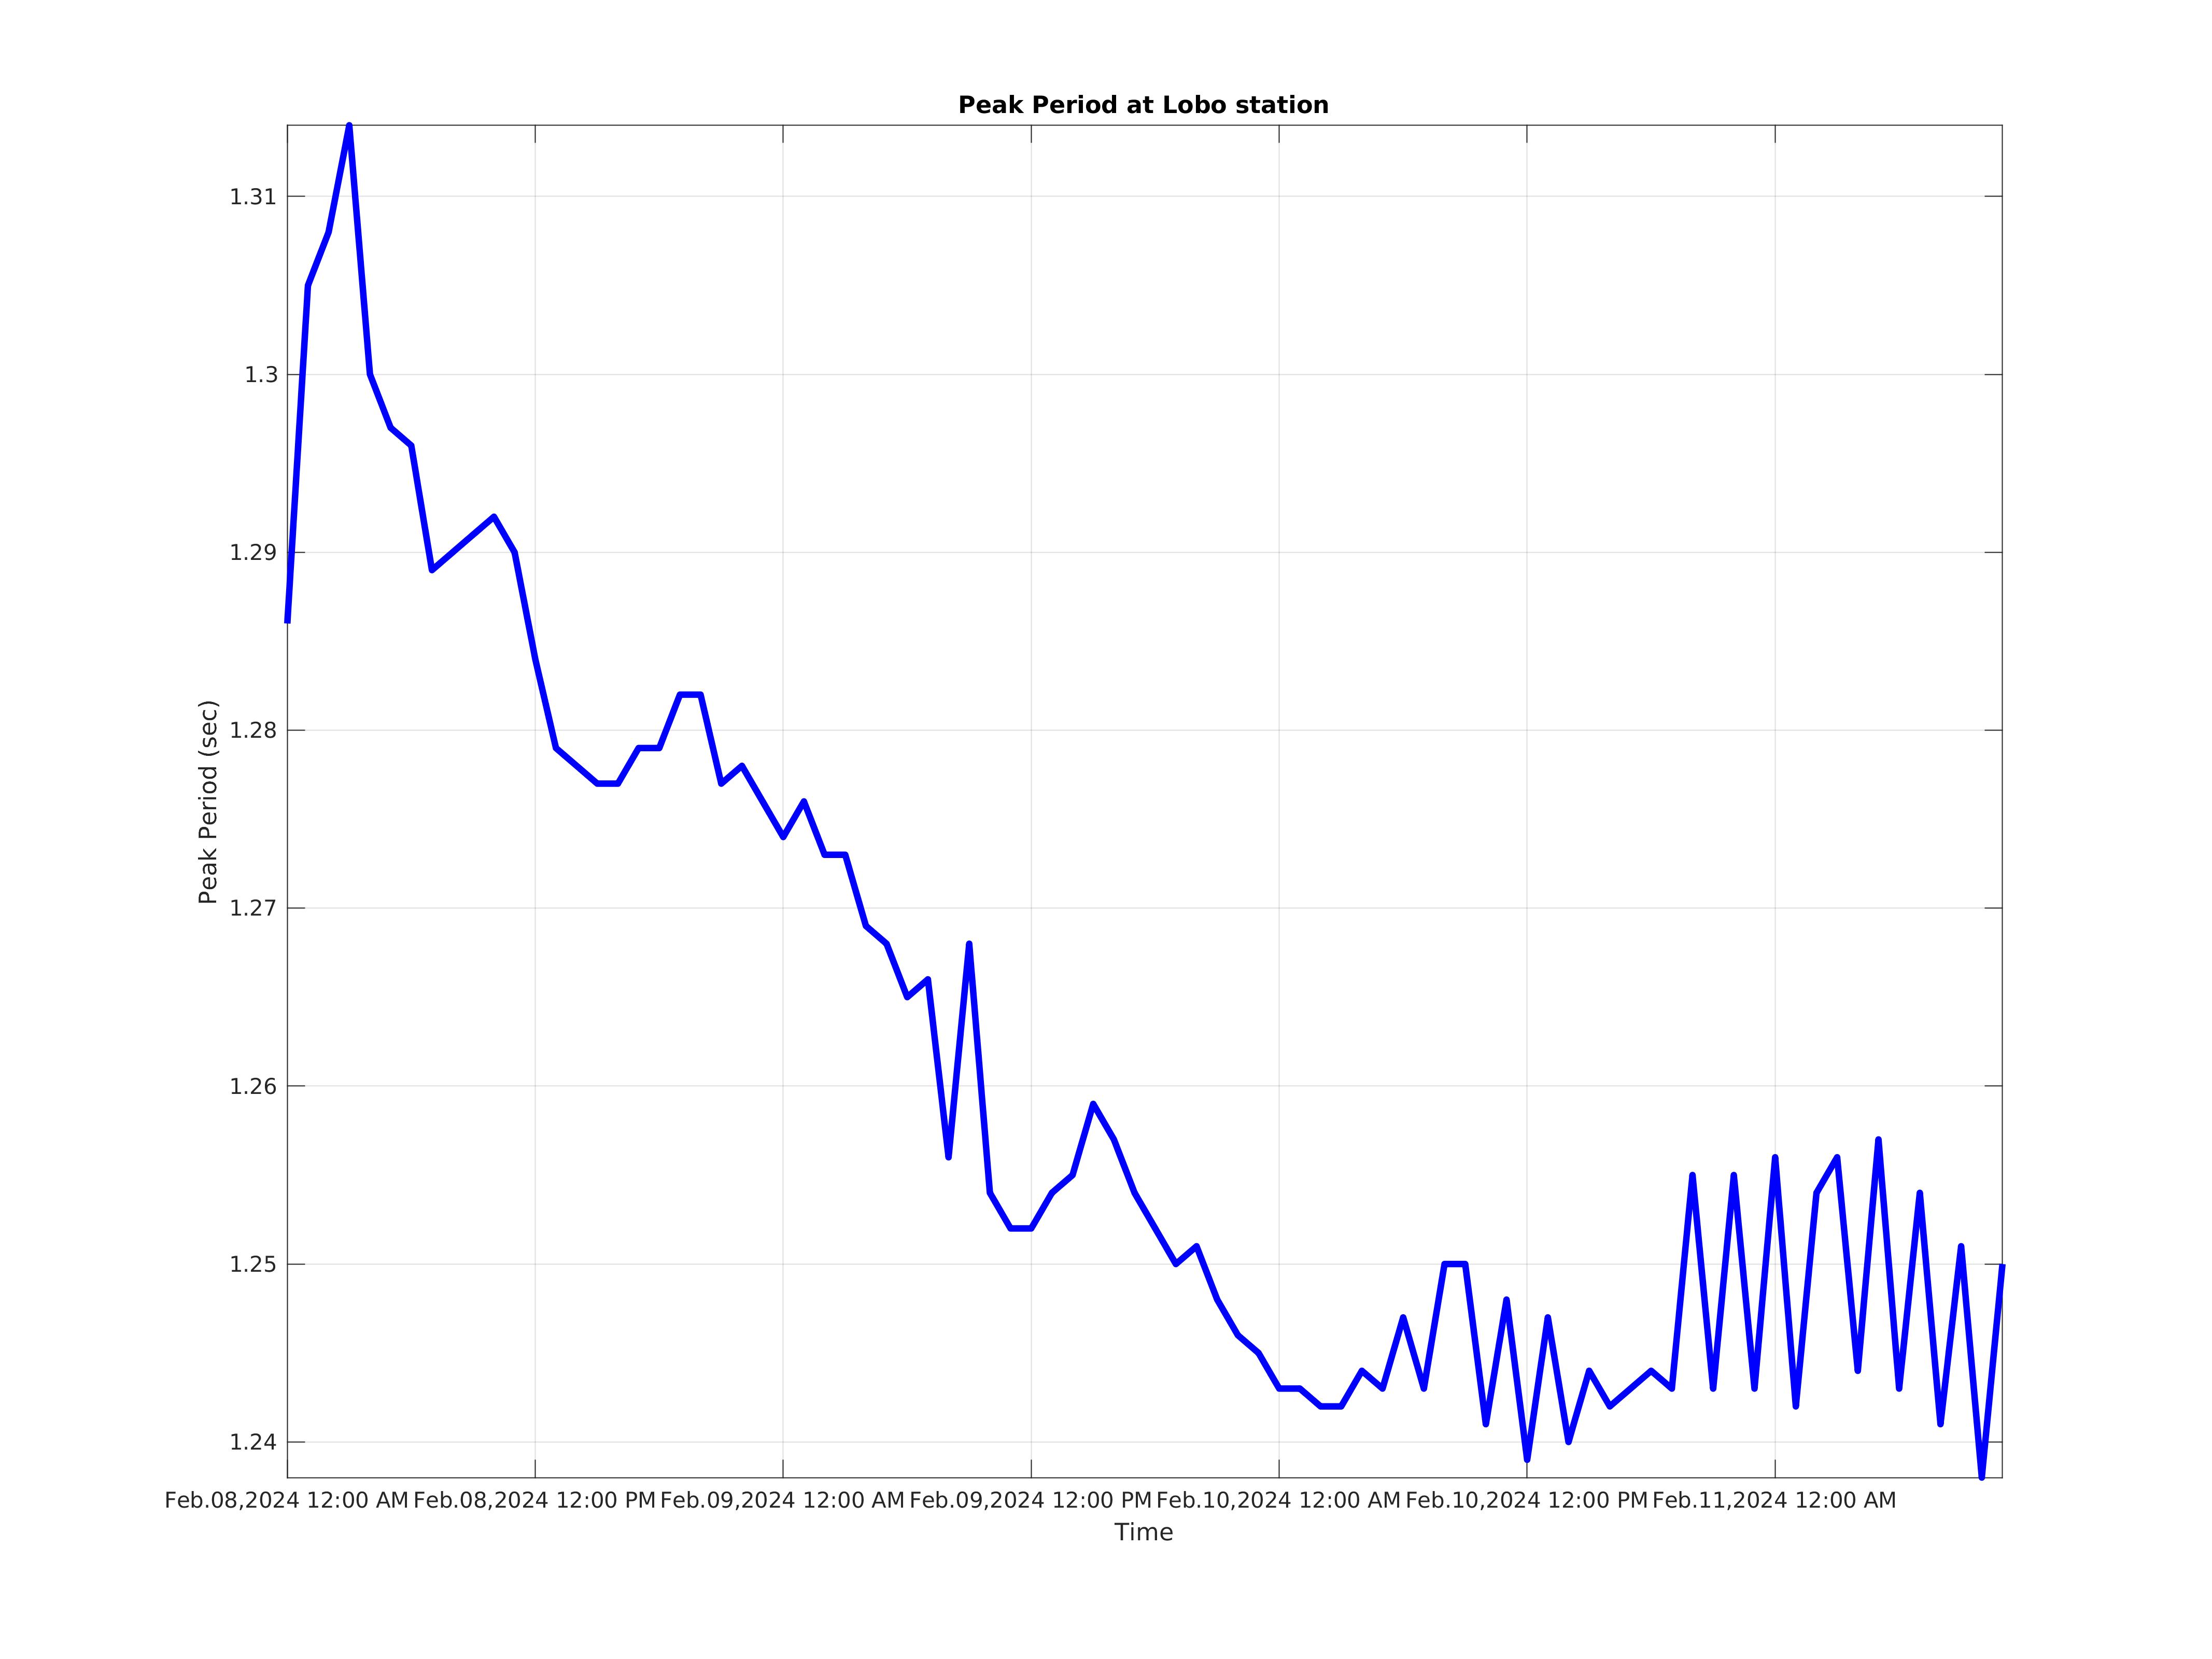 Peak Period at Lobo station
1.31
1.3
1.29
1.28
1.27
1.26
1.25
1.24
Peak Period (sec)
Feb.08,2024 12:00 AM Feb.08,2024 12:00 PM Feb.09,2024 12:00 AM Feb.09,2024 12:00 PM Feb.10,2024 12:00 AM Feb.10,2024 12:00 PM Feb.11,2024 12:00 AM
Time